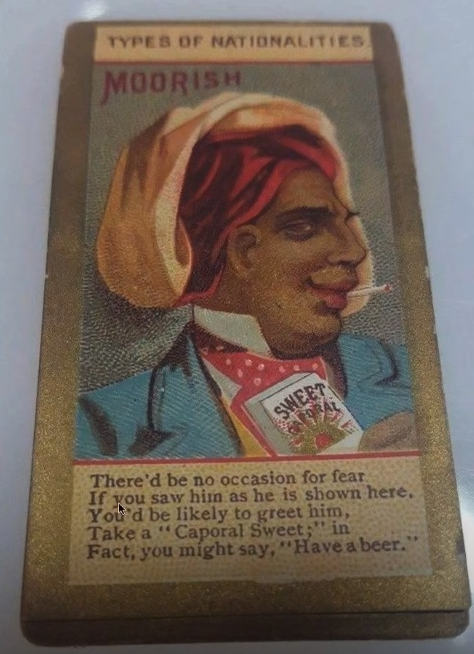 TYPES OF NATIONALITIES.
MOORISH
SWEET
CAPORAL
There'd be no occasion for fear
If you saw him as he is shown here.
You'd be likely to greet him,
Take a "Caporal Sweet;" in
Fact, you might say, "Have a beer."